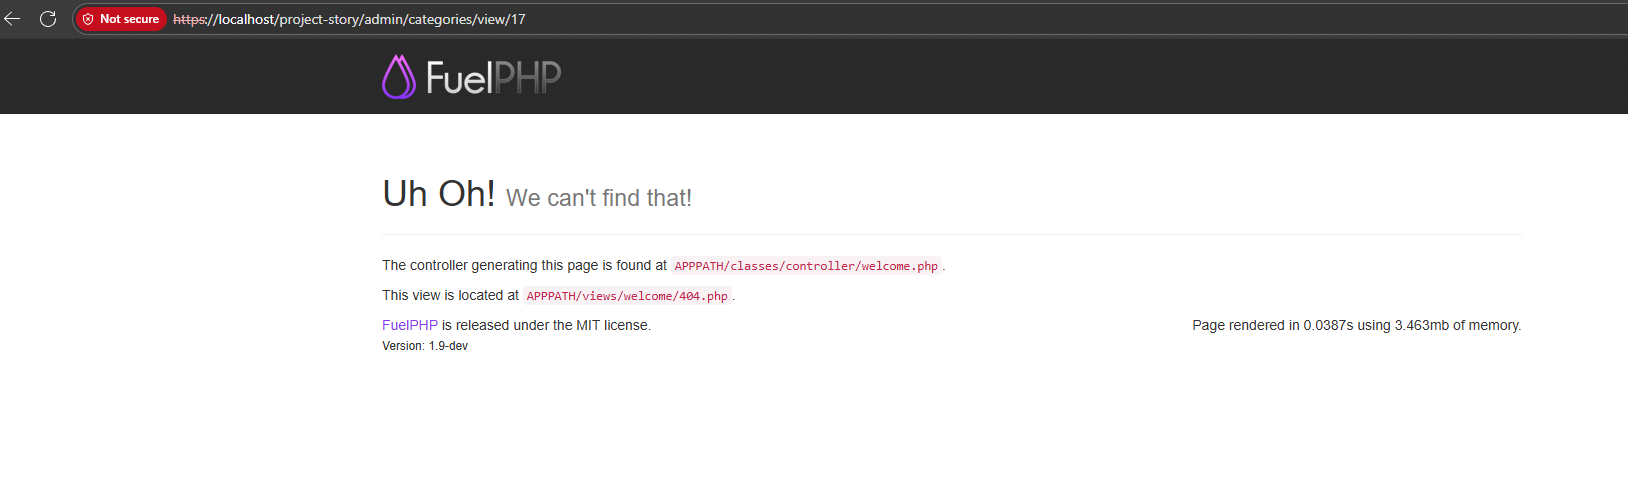 Not secure https://localhost/project-story/admin/categories/view/17
FuelPHP
Uh Oh! We can't find that!
The controller generating this page is found at APPPATH/classes/controller/welcome.php.
This view is located at APPPATH/views/welcome/404.php.
FuelPHP is released under the MIT license. Page rendered in 0.0387s using 3.463mb of memory.
Version: 1.9-dev